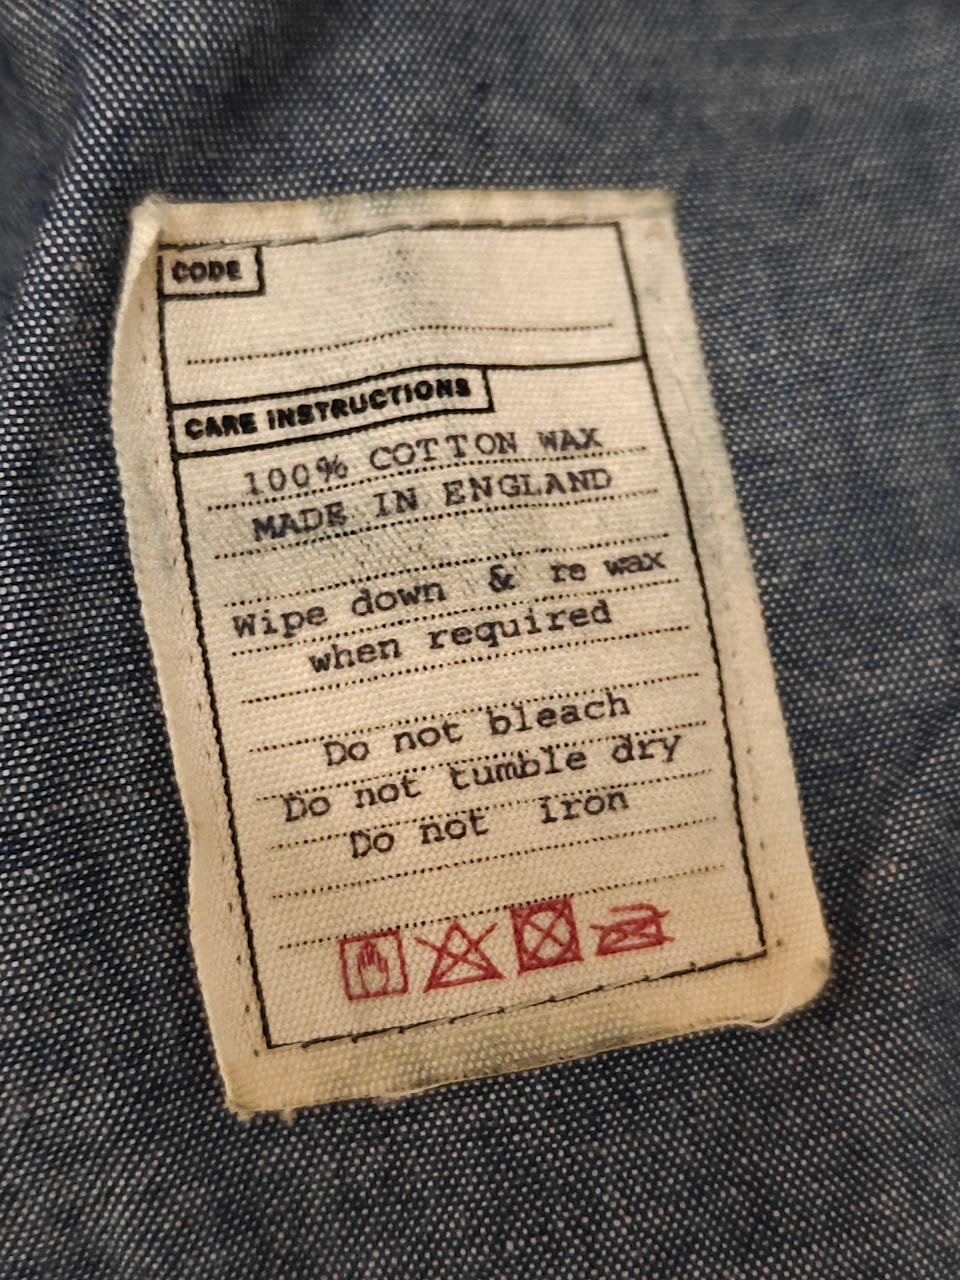 CODE
CARE INSTRUCTIONS
100% COTTON WAX
MADE IN ENGLAND
Wipe down & re wax
when required
Do not bleach
Do not tumble dry
Do not iron